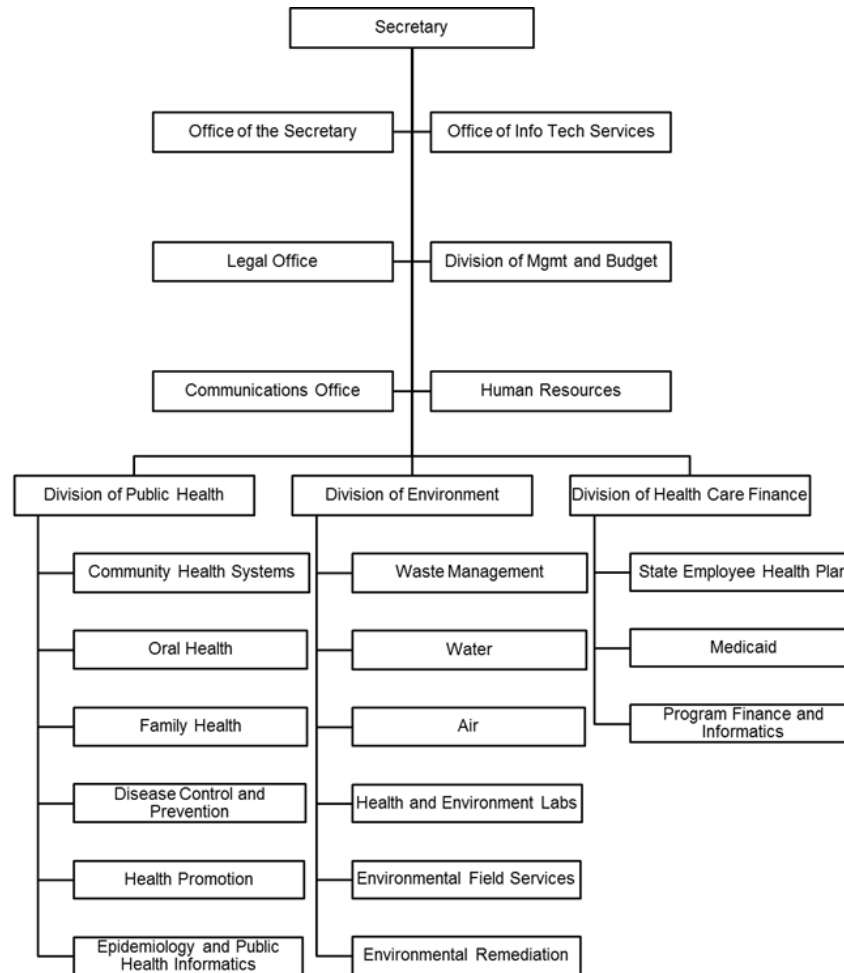 Secretary
Office of the Secretary
Office of Info Tech Services
Legal Office
Division of Mgmt and Budget
Communications Office
Human Resources
Division of Public Health
Division of Environment
Division of Health Care Finance
Community Health Systems
Oral Health
Family Health
Disease Control and
Prevention
Health Promotion
Epidemiology and Public
Health Informatics
Waste Management
Water
Air
Health and Environment Labs
Environmental Field Services
Environmental Remediation
State Employee Health Plan
Medicaid
Program Finance and
Informatics